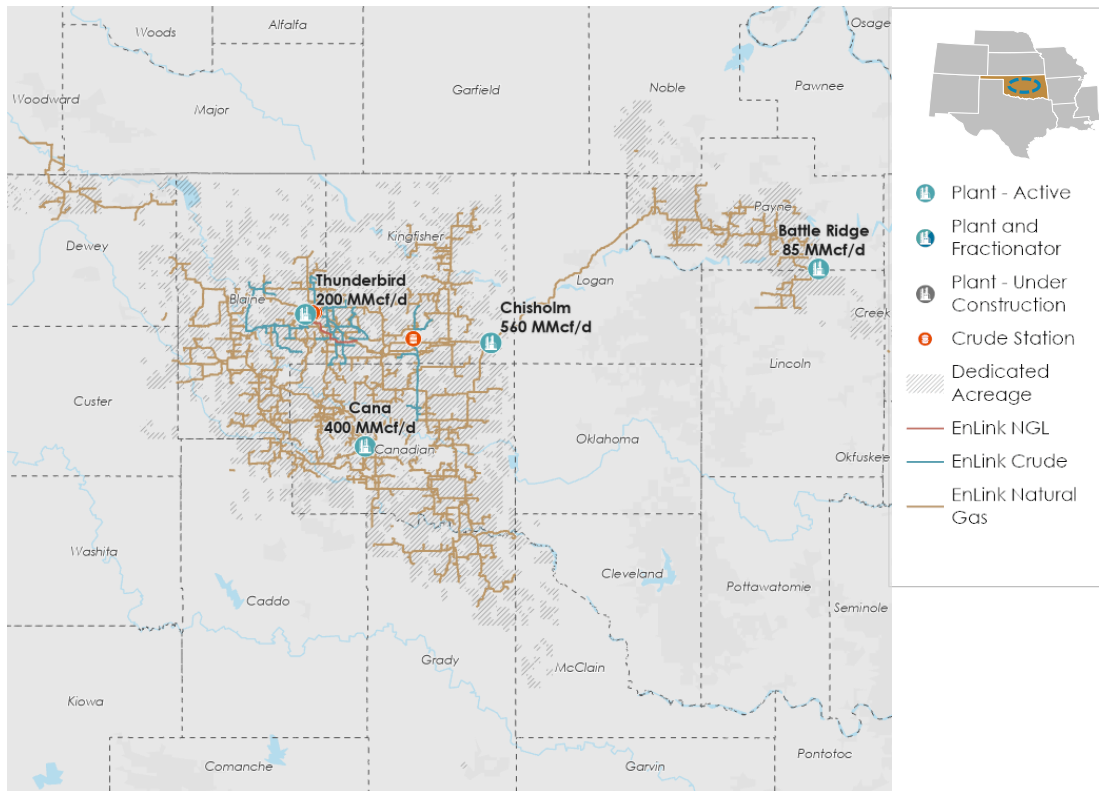 Woods
Alfalfa
Osage
Woodward
Major
Garfield
Noble
Pawnee
Dewey
Kingfisher
Payne
Battle Ridge
85 MMcf/d
Thunderbird
200 MMcf/d
Blaine
Logan
Chisholm
560 MMcf/d
Creek
Lincoln
Custer
Cana
400 MMcf/d
Canadian
Oklahoma
Okfuskee
Washita
Caddo
Cleveland
Pottawatomie
Seminole
Grady
McClain
Kiowa
Comanche
Garvin
Pontotoc
Plant - Active
Plant and
Fractionator
Plant - Under
Construction
Crude Station
Dedicated
Acreage
EnLink NGL
EnLink Crude
EnLink Natural
Gas